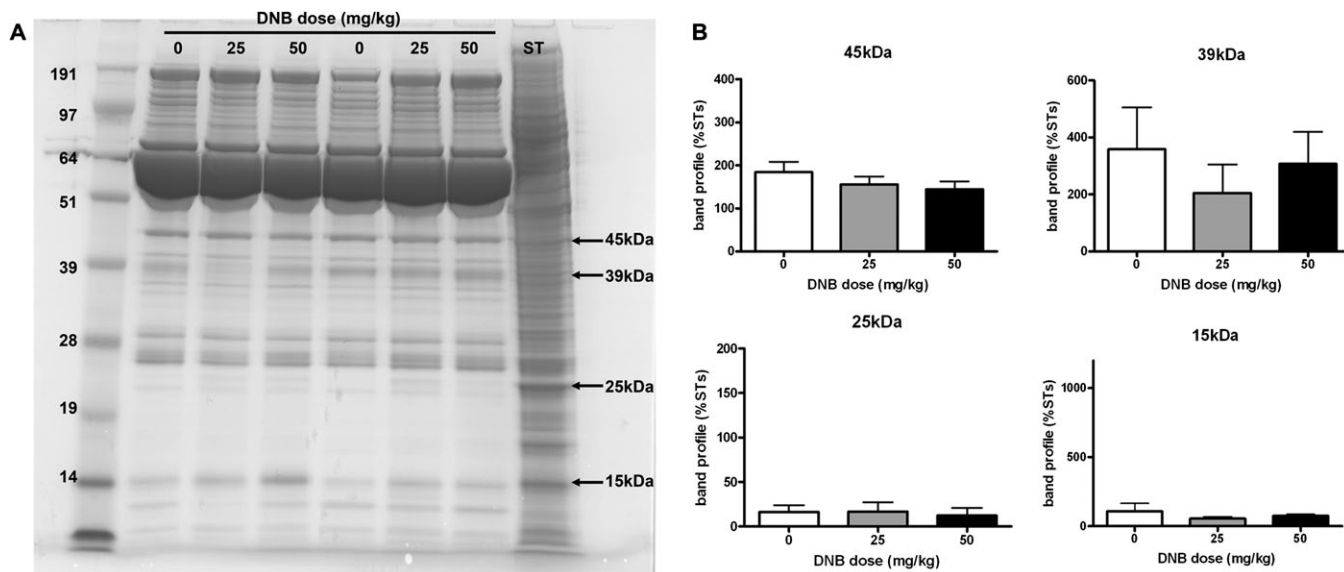 A
DNB dose (mg/kg)
0 25 50 0 25 50 ST
191
97
64
51
39
28
19
14
45kDa
39kDa
25kDa
15kDa
B
45kDa
band profile (%STs)
400
300
200
100
0
0 25 50
DNB dose (mg/kg)
39kDa
band profile (%STs)
600
400
200
0
0 25 50
DNB dose (mg/kg)
25kDa
band profile (%STs)
200
150
100
50
0
0 25 50
DNB dose (mg/kg)
15kDa
band profile (%STs)
1000
500
0
0 25 50
DNB dose (mg/kg)